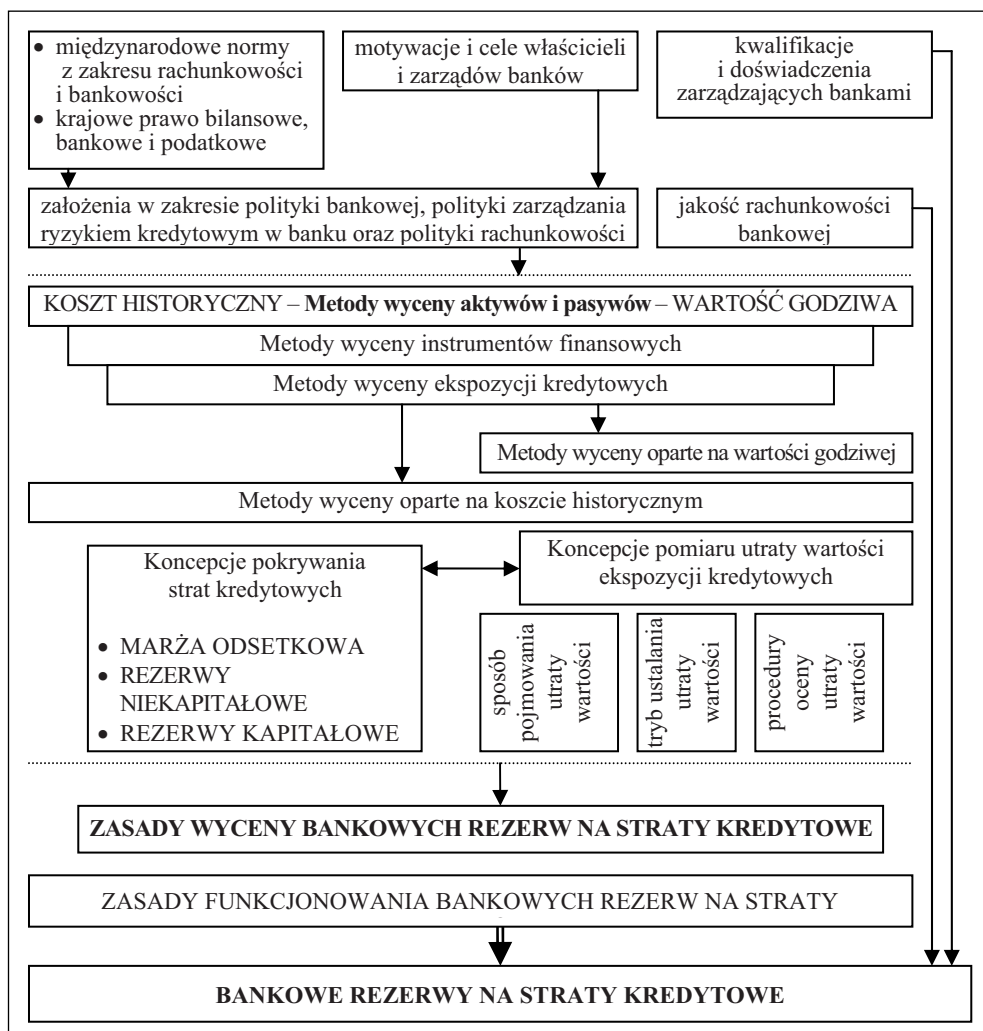 • międzynarodowe normy
z zakresu rachunkowości
i bankowości
• krajowe prawo bilansowe,
bankowe i podatkowe
motywacje i cele właścicieli
i zarządów banków
kwalifikacje
i doświadczenia
zarządzających bankami
założenia w zakresie polityki bankowej, polityki zarządzania
ryzykiem kredytowym w banku oraz polityki rachunkowości
jakość rachunkowości
bankowej
KOSZT HISTORYCZNY – Metody wyceny aktywów i pasywów – WARTOŚĆ GODZIWA
Metody wyceny instrumentów finansowych
Metody wyceny ekspozycji kredytowych
Metody wyceny oparte na wartości godziwej
Metody wyceny oparte na koszcie historycznym
Koncepcje pokrywania
strat kredytowych
• MARŻA ODSETKOWA
• REZERWY
NIEKAPITAŁOWE
• REZERWY KAPITAŁOWE
Koncepcje pomiaru utraty wartości
ekspozycji kredytowych
sposób
pojmowania
utraty
wartości
tryb ustalania
utraty
wartości
procedury
oceny
utraty
wartości
ZASADY WYCENY BANKOWYCH REZERW NA STRATY KREDYTOWE
ZASADY FUNKCJONOWANIA BANKOWYCH REZERW NA STRATY
BANKOWE REZERWY NA STRATY KREDYTOWE